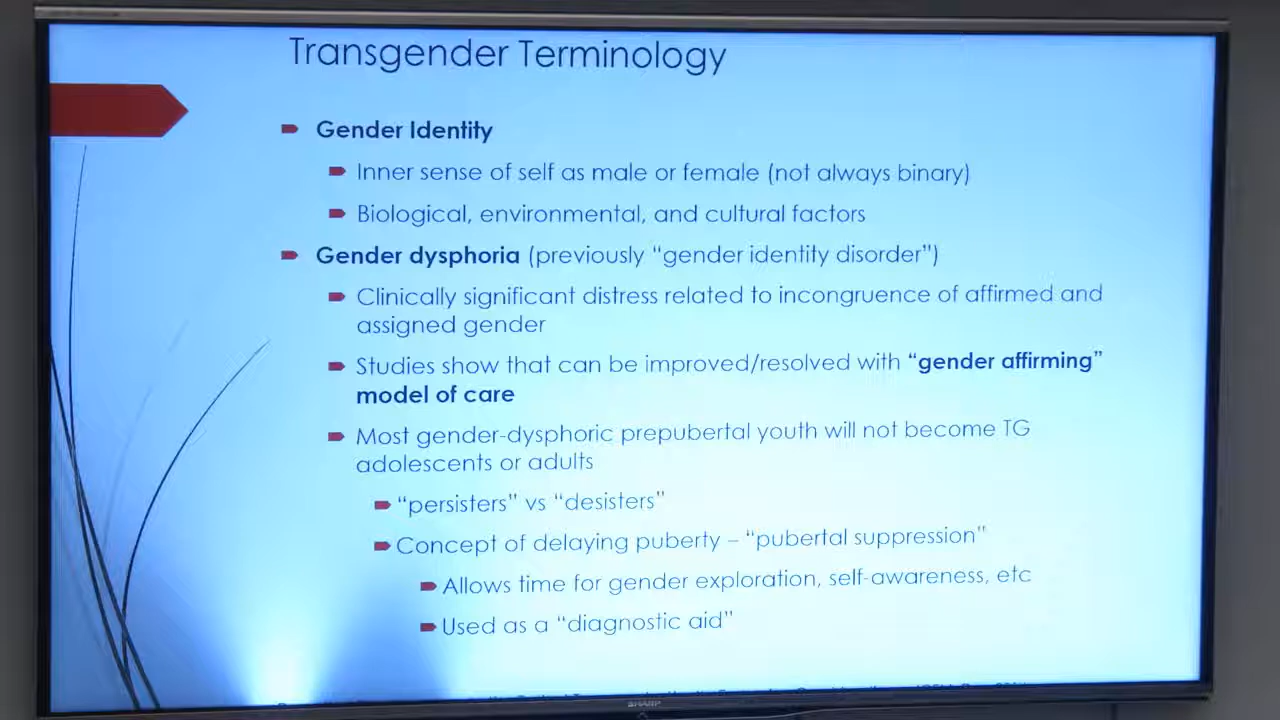 Transgender Terminology
Gender Identity
Inner sense of self as male or female (not always binary)
Biological, environmental, and cultural factors
Gender dysphoria (previously “gender identity disorder”)
Clinically significant distress related to incongruence of affirmed and
assigned gender
Studies show that can be improved/resolved with “gender affirming”
model of care
Most gender-dysphoric prepubertal youth will not become TG
adolescents or adults
“persisters” vs “desisters”
Concept of delaying puberty – “pubertal suppression”
Allows time for gender exploration, self-awareness, etc
Used as a “diagnostic aid”
SHARP